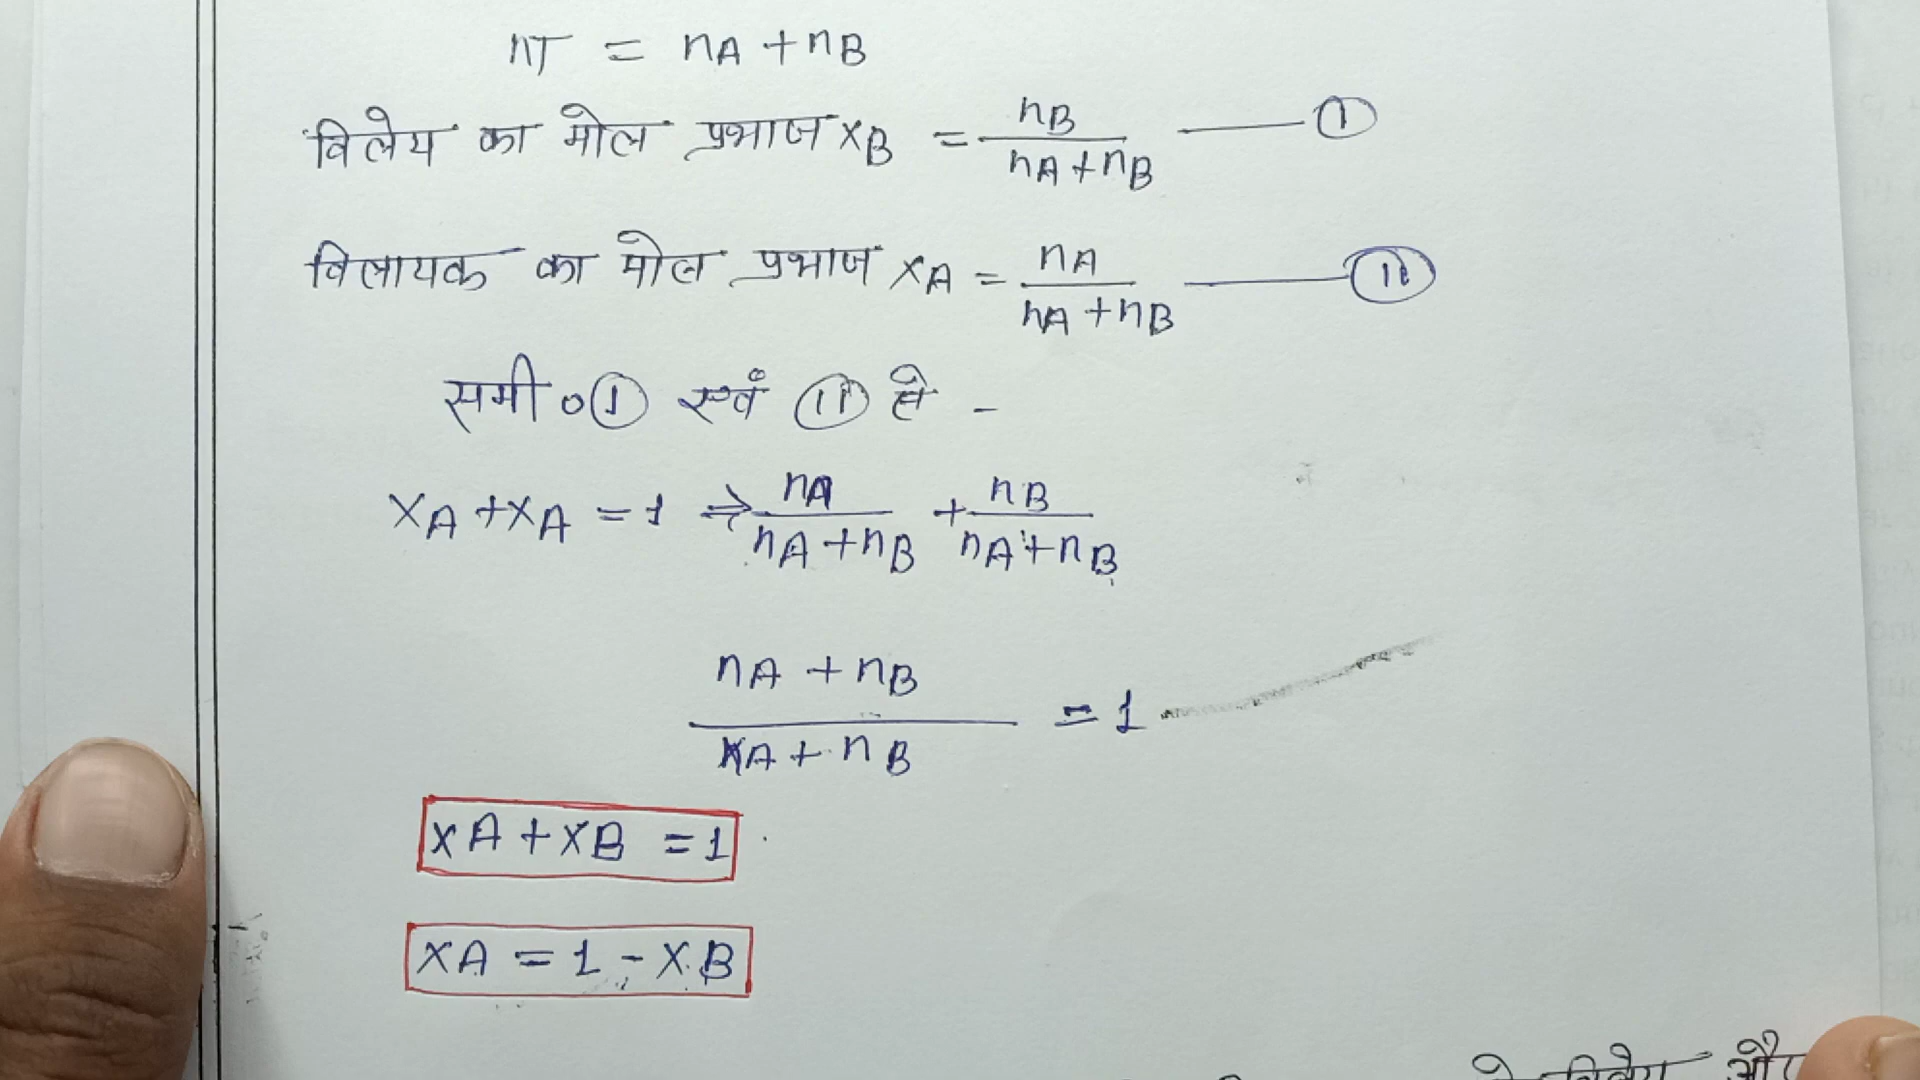 nT = nA + nB
विलेय का मोल प्रभाज xB = nB / nA + nB —— (I)
विलायक का मोल प्रभाज xA = nA / nA + nB —— (II)
समी० (I) एवं (II) से -
xA + xA = 1 ⇒ nA / nA + nB + nB / nA + nB
nA + nB / nA + nB = 1
xA + xB = 1
xA = 1 - xB
विलेय